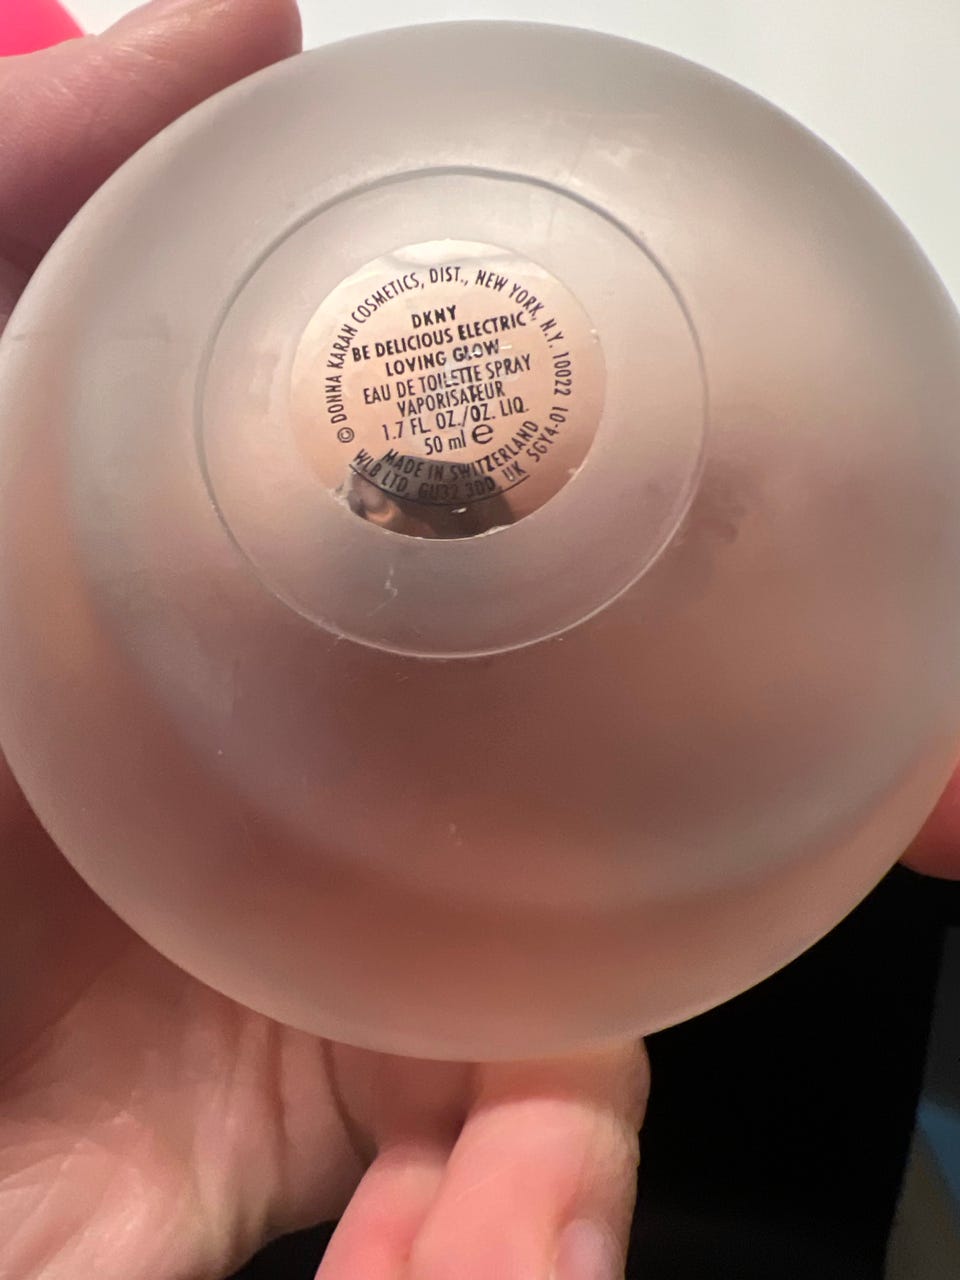 © DONNA KARAN COSMETICS, DIST., NEW YORK, N.Y. 10022 5GY4-01
DKNY
BE DELICIOUS ELECTRIC
LOVING GLOW
EAU DE TOILETTE SPRAY
VAPORISATEUR
1.7 FL. OZ./OZ. LIQ.
50 ml e
MADE IN SWITZERLAND
WLB LTD. GU32 3DD, UK